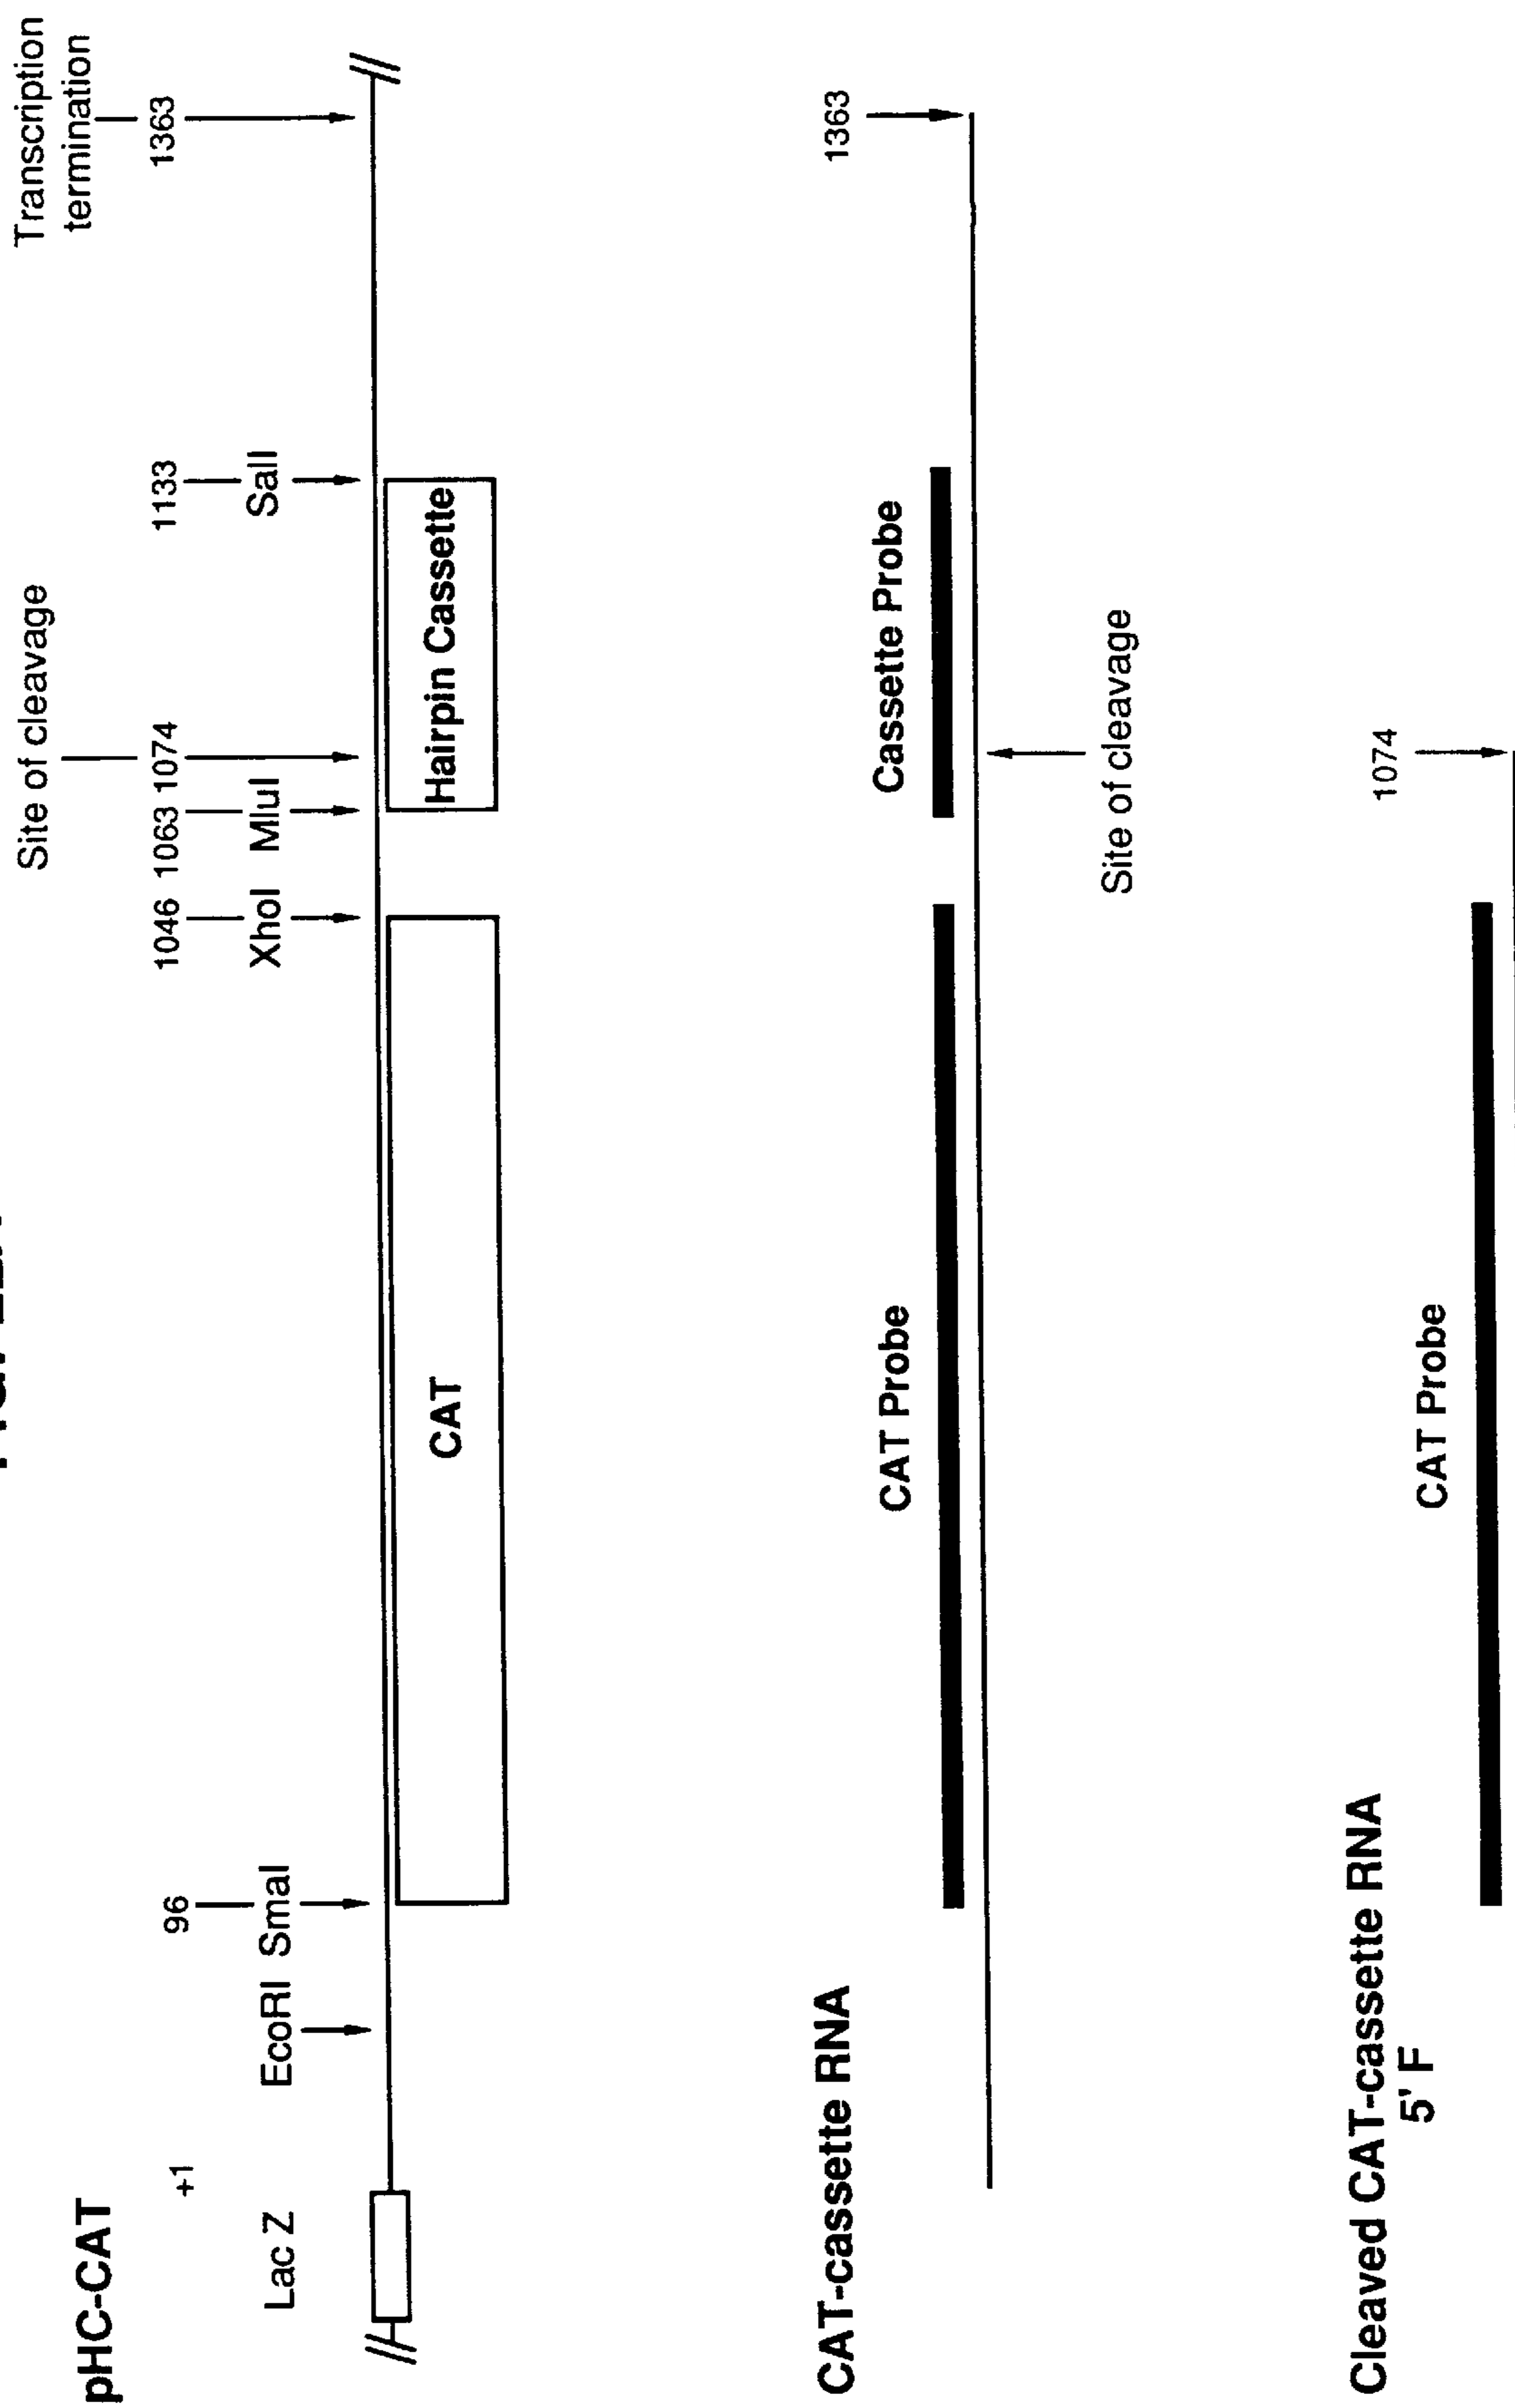 pHC-CAT
Transcription
termination
Site of cleavage
+1
96
1046
1063
1074
1133
1363
Lac Z
EcoRI
SmaI
XhoI
MluI
SalI
CAT
Hairpin Cassette
CAT-cassette RNA
1363
CAT Probe
Cassette Probe
Site of cleavage
Cleaved CAT-cassette RNA
5' F
1074
CAT Probe